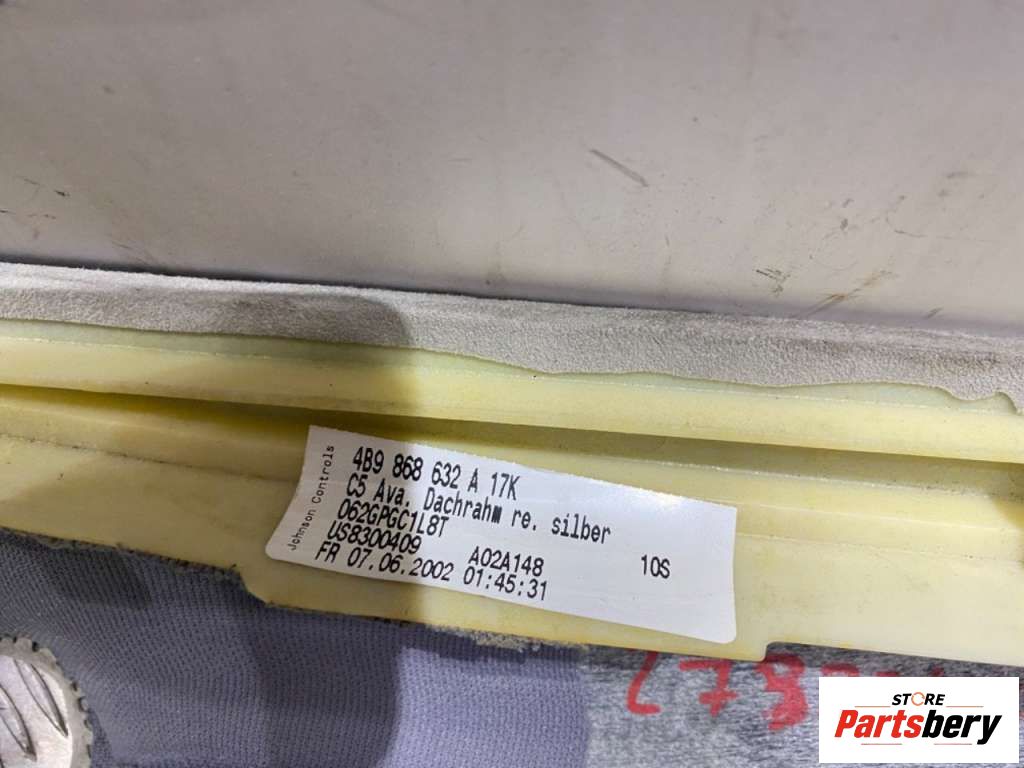 Johnson Controls
4B9 868 632 A 17K
C5 Ava. Dachrahm re. silber
062GPGC1L8T
US8300409 A02A148 10S
FR 07.06.2002 01:45:31
STORE
Partsbery